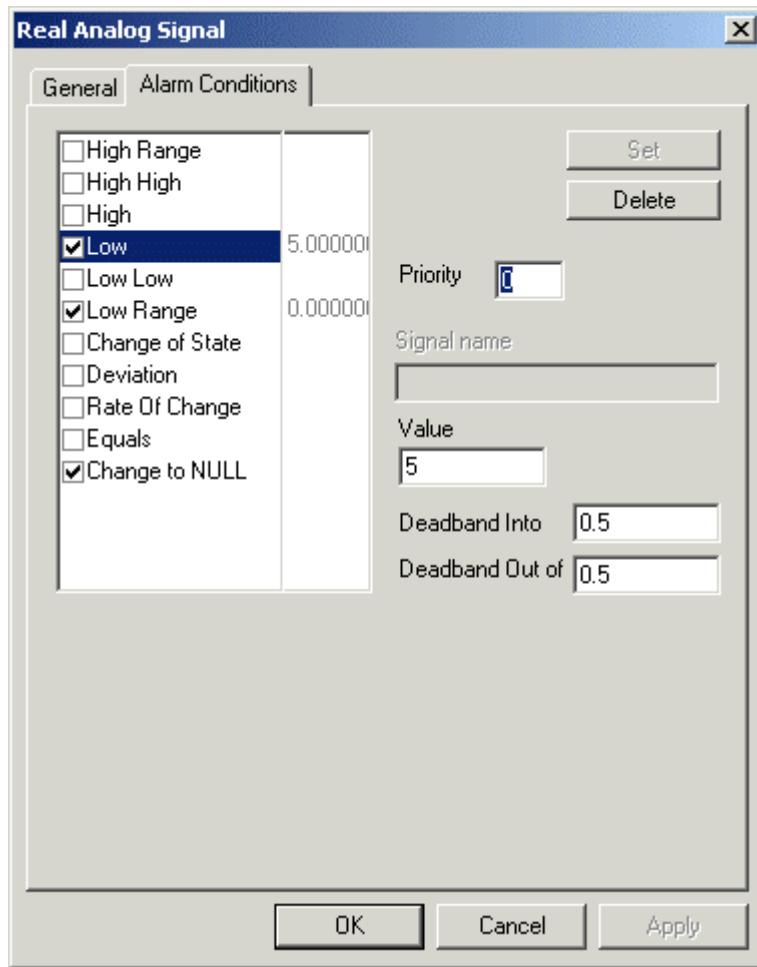 Real Analog Signal
General Alarm Conditions
High Range
High High
High
Low 5.000000
Low Low
Low Range 0.000000
Change of State
Deviation
Rate Of Change
Equals
Change to NULL
Set
Delete
Priority 0
Signal name
Value
5
Deadband Into 0.5
Deadband Out of 0.5
OK Cancel Apply